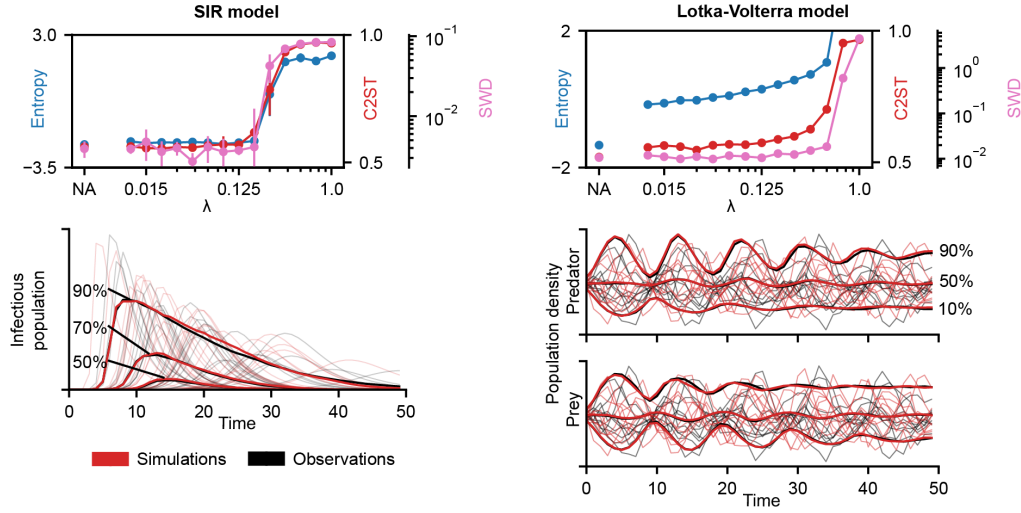 SIR model
3.0
Entropy
−3.5
1.0
C2ST
0.5
10⁻¹
10⁻²
SWD
NA
0.015
0.125
1.0
λ
Lotka-Volterra model
2
Entropy
−2
1.0
C2ST
0.5
10⁰
10⁻¹
10⁻²
SWD
NA
0.015
0.125
1.0
λ
Infectious
population
90%
70%
50%
0
10
20
30
40
50
Time
Simulations
Observations
Population density
Predator
90%
50%
10%
Prey
0
10
20
30
40
50
Time